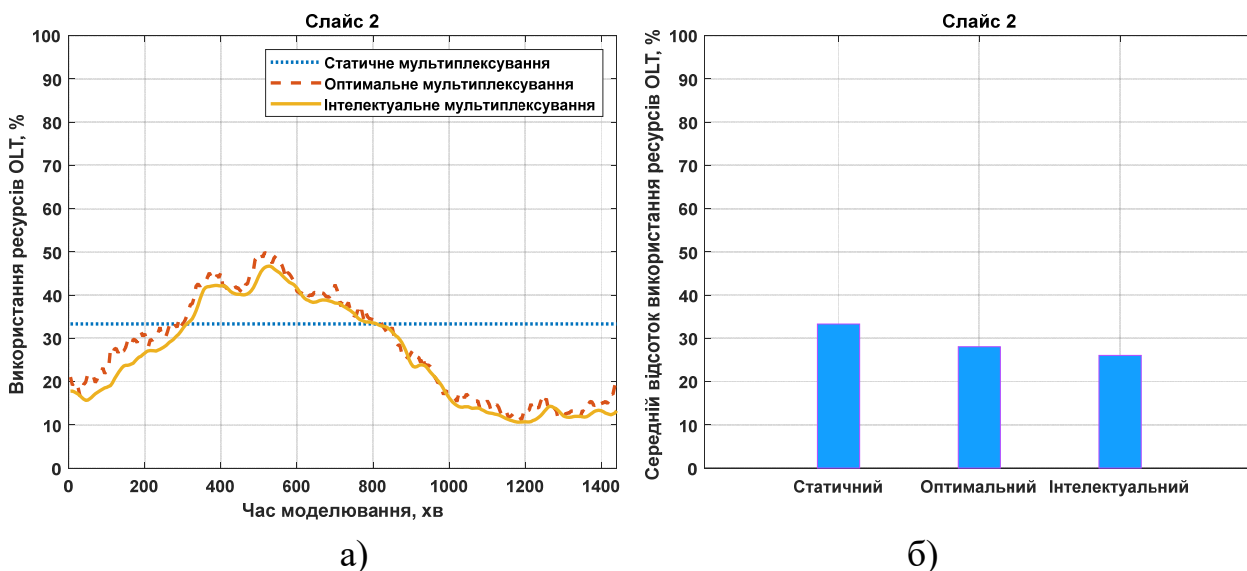 Слайс 2
Використання ресурсів OLT, %
100
90
80
70
60
50
40
30
20
10
0
Статичне мультиплексування
Оптимальне мультиплексування
Інтелектуальне мультиплексування
0 200 400 600 800 1000 1200 1400
Час моделювання, хв
а)
Слайс 2
Середній відсоток використання ресурсів OLT, %
100
90
80
70
60
50
40
30
20
10
0
Статичний Оптимальний Інтелектуальний
б)